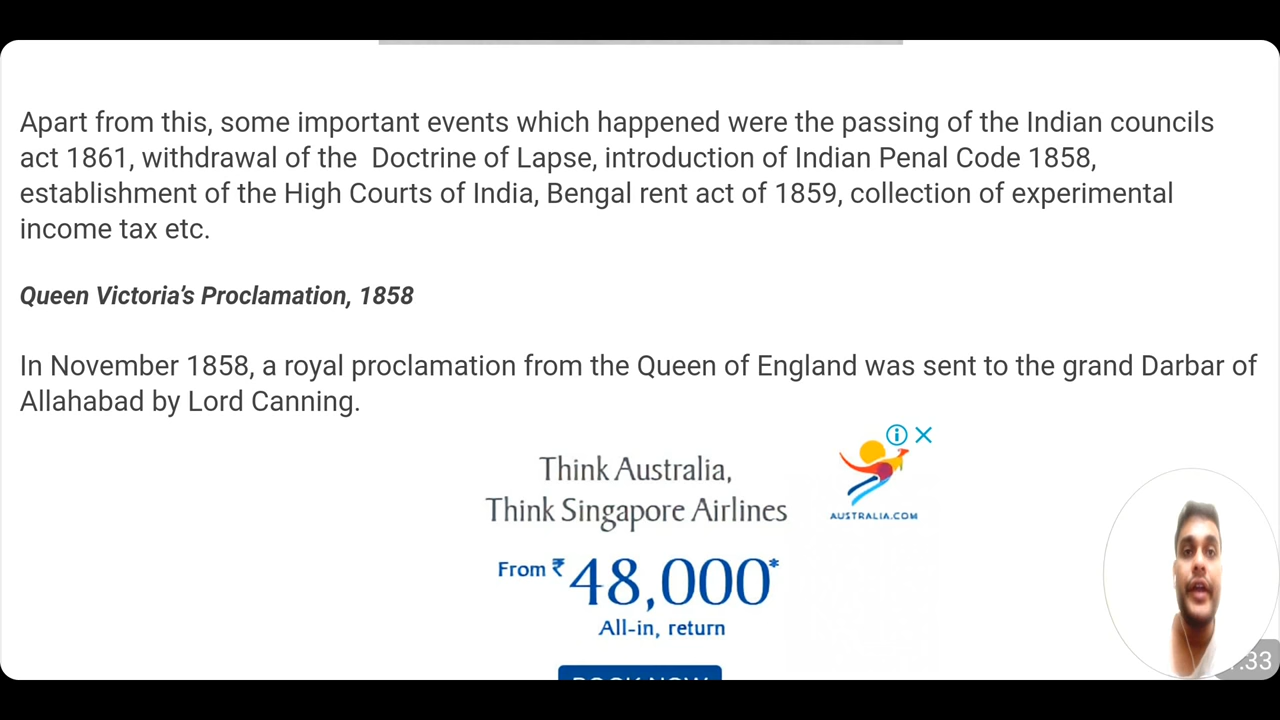 Apart from this, some important events which happened were the passing of the Indian councils
act 1861, withdrawal of the  Doctrine of Lapse, introduction of Indian Penal Code 1858,
establishment of the High Courts of India, Bengal rent act of 1859, collection of experimental
income tax etc.
Queen Victoria’s Proclamation, 1858
In November 1858, a royal proclamation from the Queen of England was sent to the grand Darbar of
Allahabad by Lord Canning.
Think Australia,
Think Singapore Airlines
AUSTRALIA.COM
From ₹48,000*
All-in, return
BOOK NOW